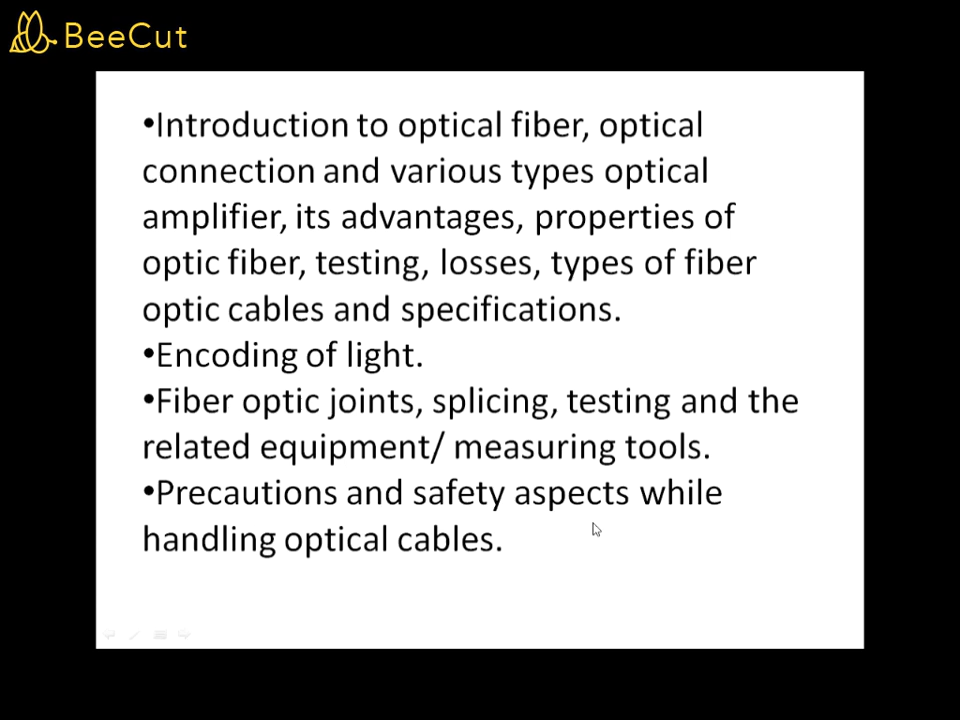 BeeCut
•Introduction to optical fiber, optical
connection and various types optical
amplifier, its advantages, properties of
optic fiber, testing, losses, types of fiber
optic cables and specifications.
•Encoding of light.
•Fiber optic joints, splicing, testing and the
related equipment/ measuring tools.
•Precautions and safety aspects while
handling optical cables.